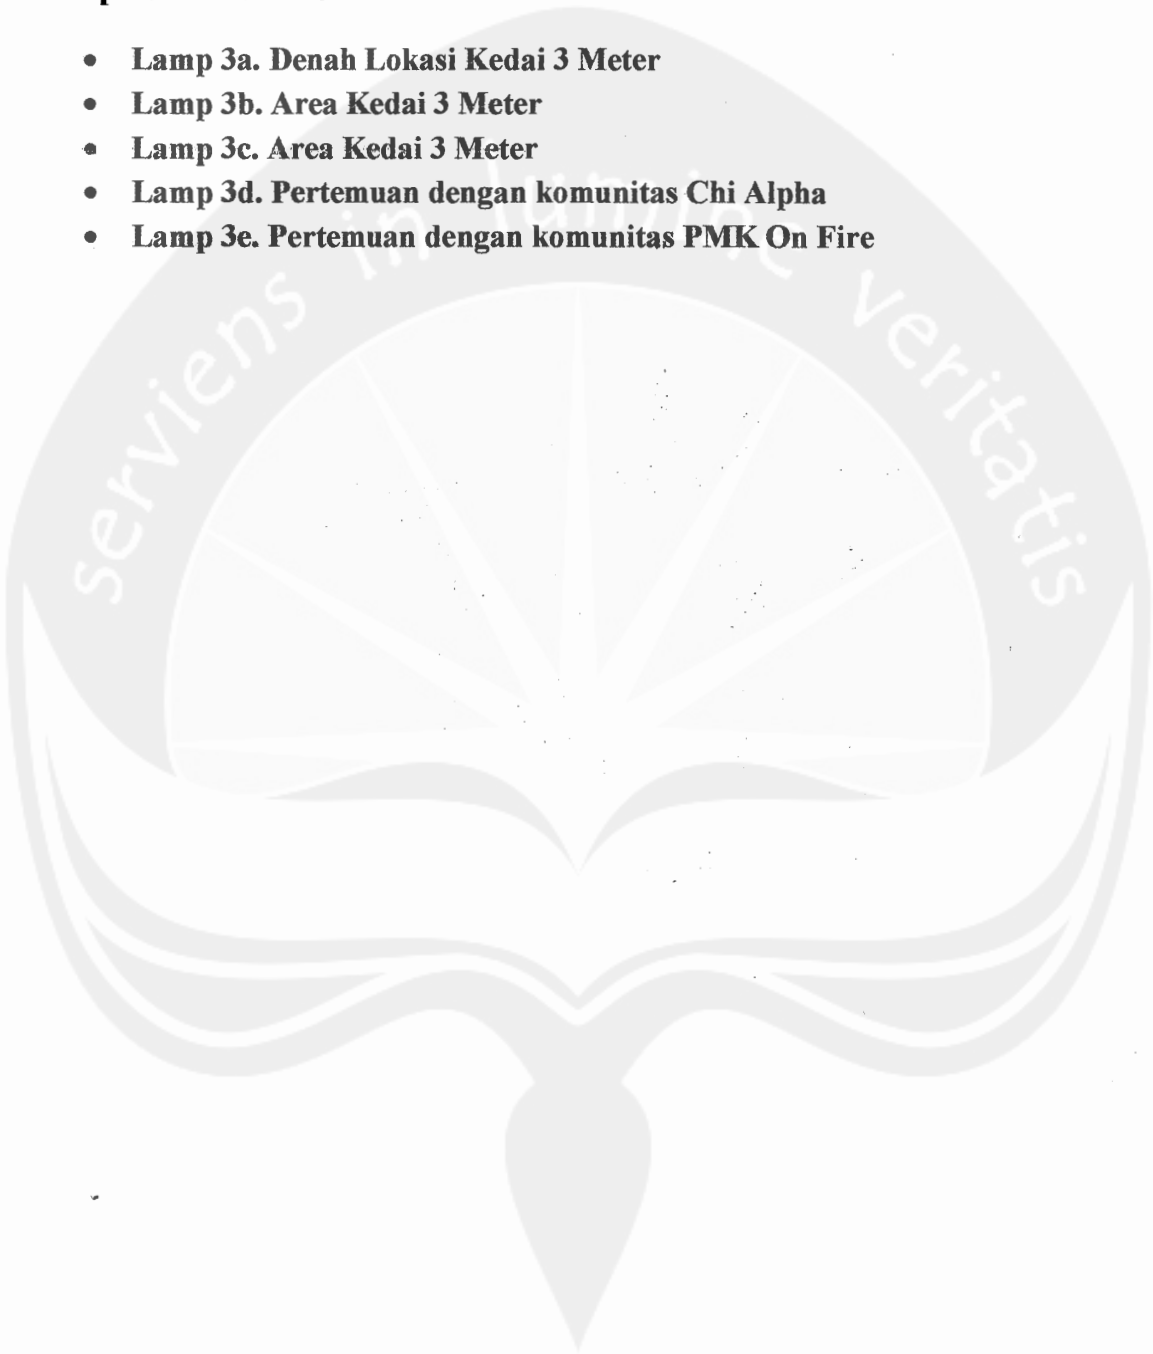 • Lamp 3a. Denah Lokasi Kedai 3 Meter
• Lamp 3b. Area Kedai 3 Meter
• Lamp 3c. Area Kedai 3 Meter
• Lamp 3d. Pertemuan dengan komunitas Chi Alpha
• Lamp 3e. Pertemuan dengan komunitas PMK On Fire
serviens in lumine veritatis